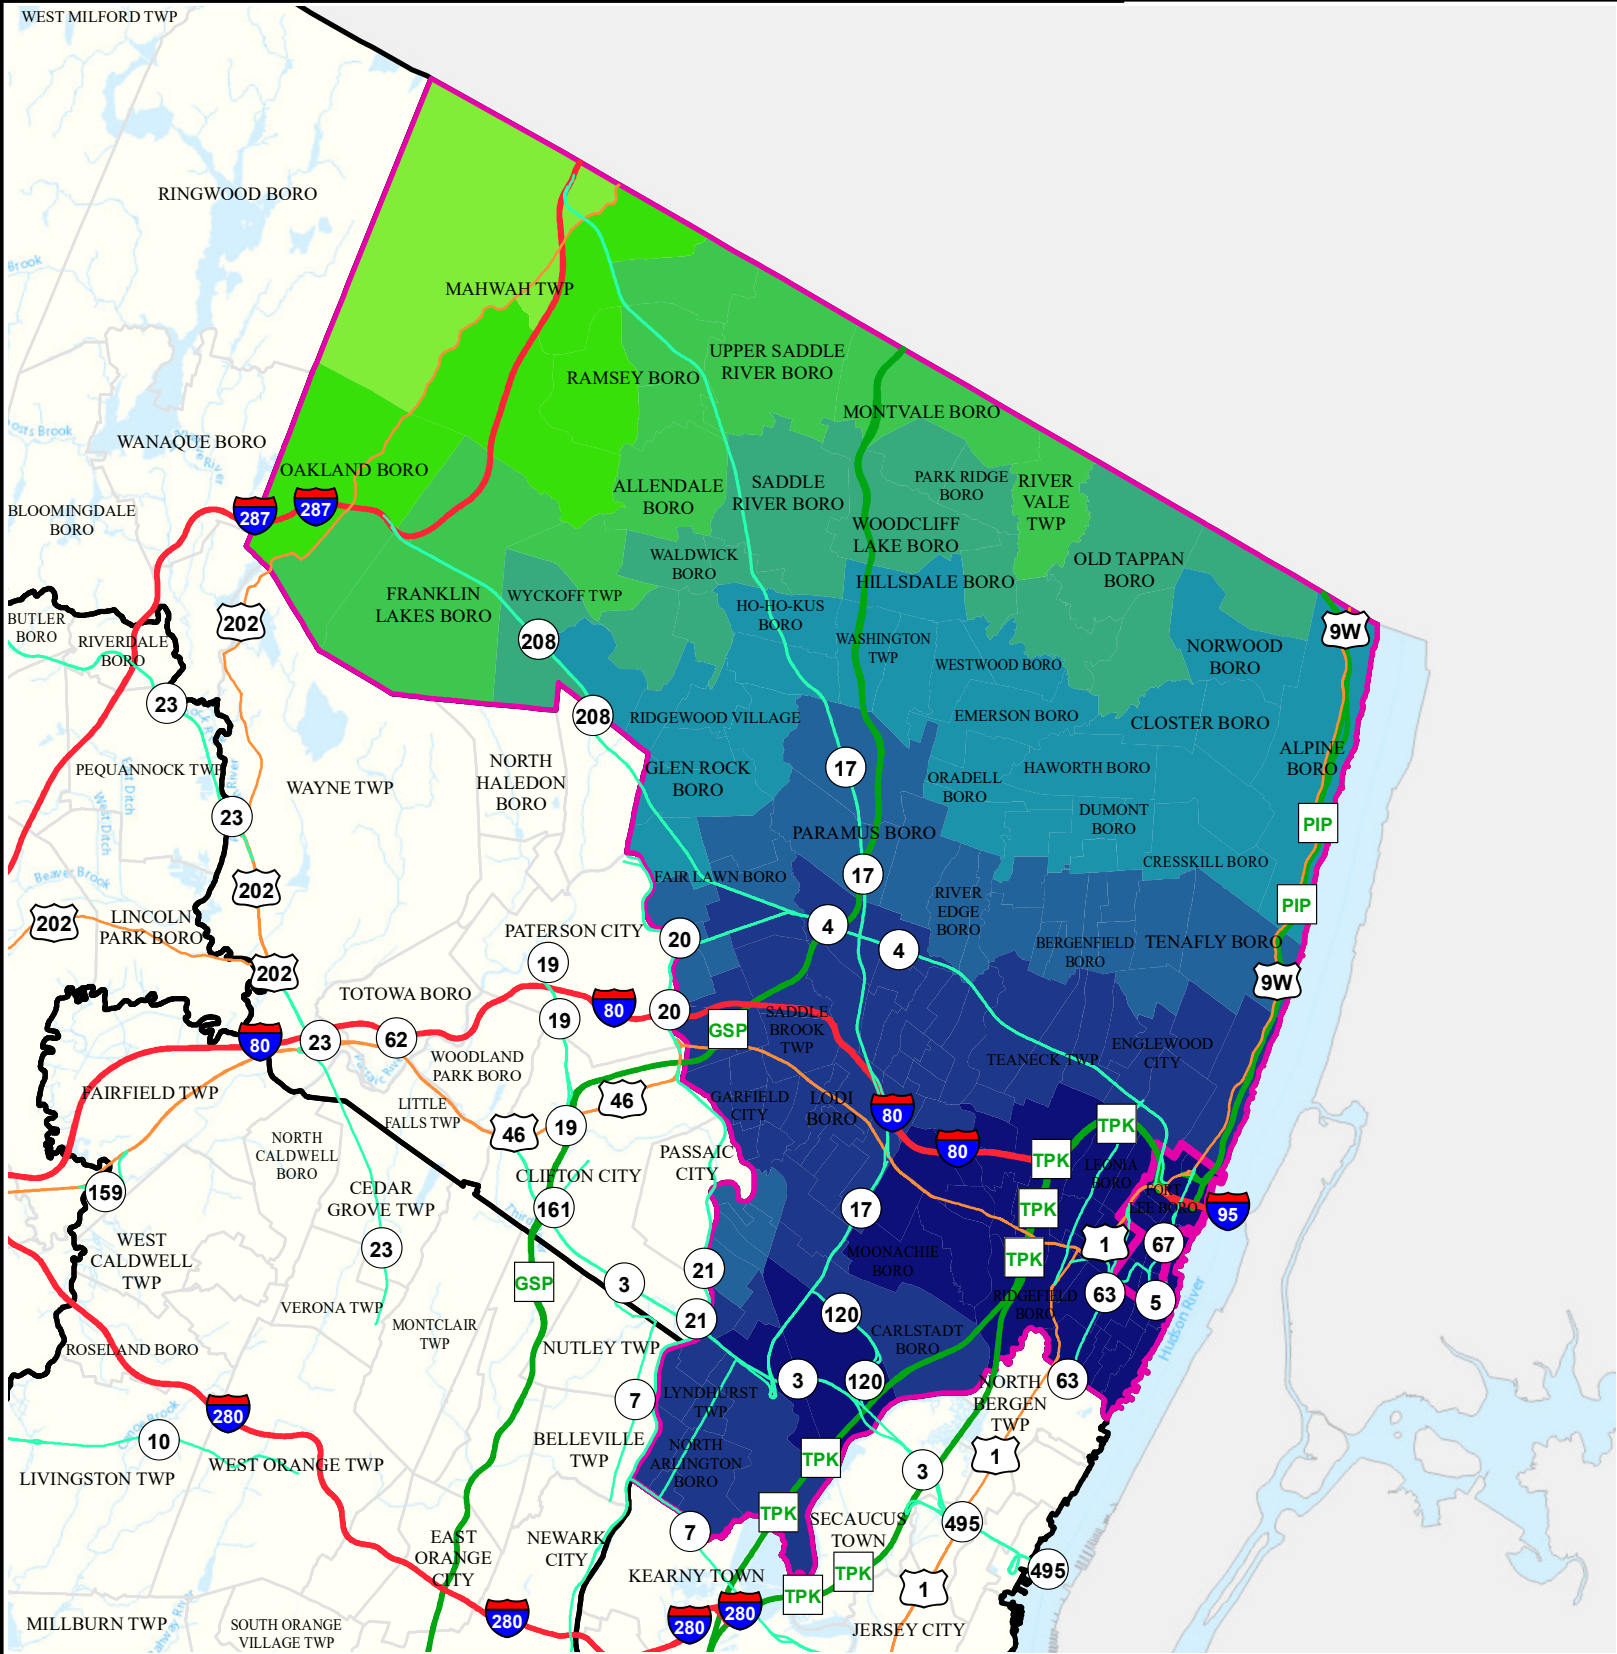 WEST MILFORD TWP
RINGWOOD BORO
MAHWAH TWP
UPPER SADDLE
RIVER BORO
RAMSEY BORO
MONTVALE BORO
Brook
WANAQUE BORO
OAKLAND BORO
287
287
BLOOMINGDALE
BORO
ALLENDALE
BORO
SADDLE
RIVER BORO
PARK RIDGE
BORO
RIVER
VALE
TWP
WOODCLIFF
LAKE BORO
WALDWICK
BORO
HILLSDALE BORO
OLD TAPPAN
BORO
FRANKLIN
LAKES BORO
WYCKOFF TWP
HO-HO-KUS
BORO
BUTLER
BORO
RIVERDALE
BORO
202
208
WASHINGTON
TWP
WESTWOOD BORO
NORWOOD
BORO
9W
23
208
RIDGEWOOD VILLAGE
EMERSON BORO
CLOSTER BORO
PEQUANNOCK TWP
WAYNE TWP
NORTH
HALEDON
BORO
GLEN ROCK
BORO
17
ORADELL
BORO
HAWORTH BORO
ALPINE
BORO
West Ditch
23
PARAMUS BORO
DUMONT
BORO
PIP
Beaver Brook
202
FAIR LAWN BORO
17
CRESSKILL BORO
PIP
202
LINCOLN
PARK BORO
PATERSON CITY
20
4
4
RIVER
EDGE
BORO
BERGENFIELD
BORO
TENAFLY BORO
202
19
9W
TOTOWA BORO
80
19
20
GSP
SADDLE
BROOK
TWP
80
23
62
WOODLAND
PARK BORO
TEANECK TWP
ENGLEWOOD
CITY
FAIRFIELD TWP
LITTLE
FALLS TWP
46
46
19
GARFIELD
CITY
LODI
BORO
80
TPK
NORTH
CALDWELL
BORO
PASSAIC
CITY
80
TPK
LEONIA
BORO
159
CEDAR
GROVE TWP
CLIFTON CITY
161
17
TPK
FORT
LEE BORO
95
WEST
CALDWELL
TWP
23
GSP
3
21
MOONACHIE
BORO
TPK
1
67
RIDGEFIELD
BORO
63
5
Hudson River
VERONA TWP
MONTCLAIR
TWP
21
120
CARLSTADT
BORO
ROSELAND BORO
NUTLEY TWP
3
120
63
LYNDHURST
TWP
NORTH
BERGEN
TWP
280
7
10
LIVINGSTON TWP
WEST ORANGE TWP
BELLEVILLE
TWP
NORTH
ARLINGTON
BORO
TPK
3
1
TPK
7
SECAUCUS
TOWN
495
EAST
ORANGE
CITY
NEWARK
CITY
KEARNY TOWN
TPK
TPK
1
495
MILLBURN TWP
SOUTH ORANGE
VILLAGE TWP
280
280
280
JERSEY CITY